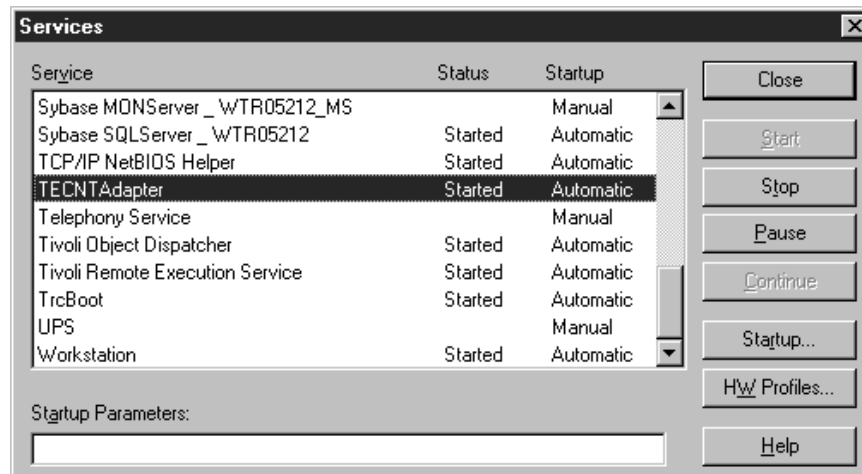 Services
Service Status Startup
Sybase MONServer _ WTR05212_MS Manual
Sybase SQLServer _ WTR05212 Started Automatic
TCP/IP NetBIOS Helper Started Automatic
TECNTAdapter Started Automatic
Telephony Service Manual
Tivoli Object Dispatcher Started Automatic
Tivoli Remote Execution Service Started Automatic
TrcBoot Started Automatic
UPS Manual
Workstation Started Automatic
Startup Parameters:
Close
Start
Stop
Pause
Continue
Startup...
HW Profiles...
Help